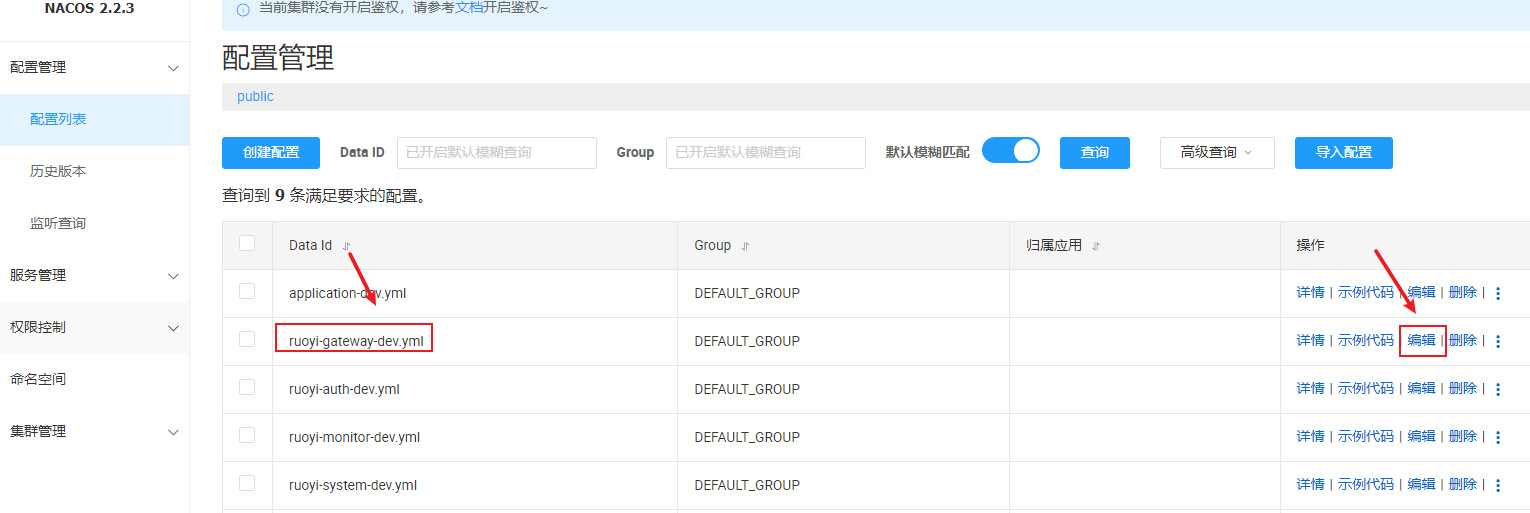 NACOS 2.2.3
当前集群没有开启鉴权，请参考文档开启鉴权~
配置管理
配置列表
历史版本
监听查询
服务管理
权限控制
命名空间
集群管理
配置管理
public
创建配置 Data ID 已开启默认模糊查询 Group 已开启默认模糊查询 默认模糊匹配 查询 高级查询 导入配置
查询到 9 条满足要求的配置。
Data Id Group 归属应用 操作
application-dev.yml DEFAULT_GROUP 详情 | 示例代码 | 编辑 | 删除 |
ruoyi-gateway-dev.yml DEFAULT_GROUP 详情 | 示例代码 | 编辑 | 删除 |
ruoyi-auth-dev.yml DEFAULT_GROUP 详情 | 示例代码 | 编辑 | 删除 |
ruoyi-monitor-dev.yml DEFAULT_GROUP 详情 | 示例代码 | 编辑 | 删除 |
ruoyi-system-dev.yml DEFAULT_GROUP 详情 | 示例代码 | 编辑 | 删除 |